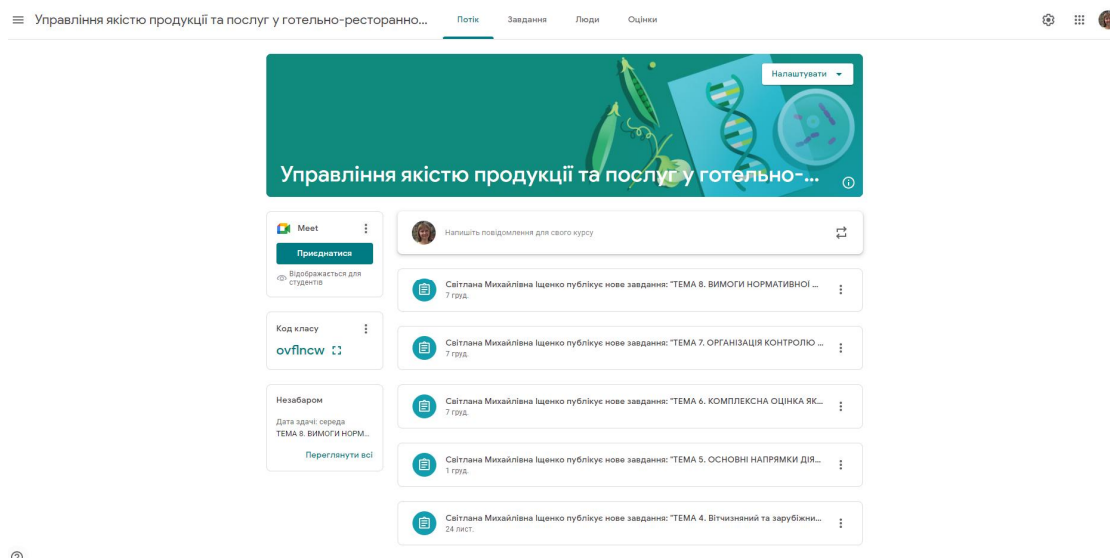 Управління якістю продукції та послуг у готельно-ресторанно...
Потік
Завдання
Люди
Оцінки
Налаштувати
Управління якістю продукції та послуг у готельно-...
Meet
Приєднатися
Відображається для
студентів
Код класу
ovflncw
Незабаром
Дата здачі: середа
ТЕМА 8. ВИМОГИ НОРМ...
Переглянути всі
Напишіть повідомлення для свого курсу
Світлана Михайлівна Іщенко публікує нове завдання: "ТЕМА 8. ВИМОГИ НОРМАТИВНОЇ ...
7 груд.
Світлана Михайлівна Іщенко публікує нове завдання: "ТЕМА 7. ОРГАНІЗАЦІЯ КОНТРОЛЮ ...
7 груд.
Світлана Михайлівна Іщенко публікує нове завдання: "ТЕМА 6. КОМПЛЕКСНА ОЦІНКА ЯК...
7 груд.
Світлана Михайлівна Іщенко публікує нове завдання: "ТЕМА 5. ОСНОВНІ НАПРЯМКИ ДІЯ...
1 груд.
Світлана Михайлівна Іщенко публікує нове завдання: "ТЕМА 4. Вітчизняний та зарубіжни...
24 лист.